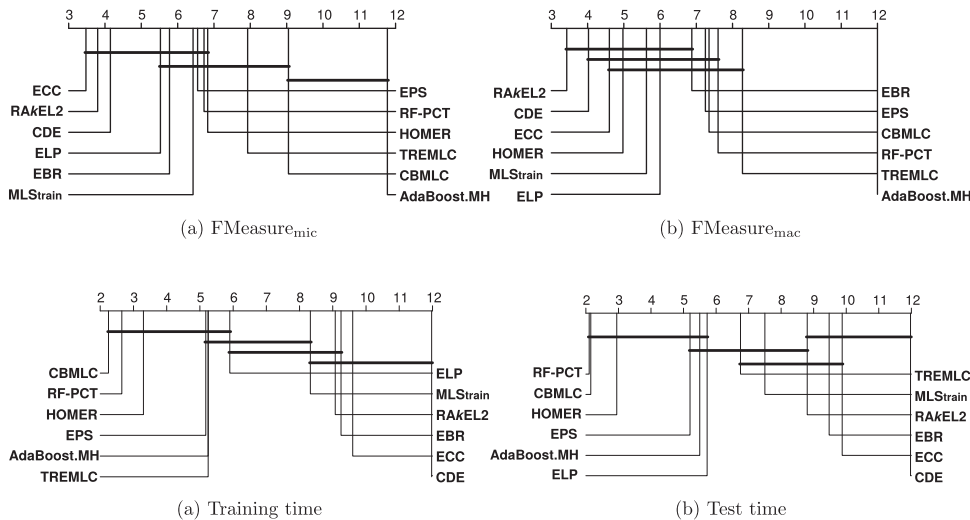 3 4 5 6 7 8 9 10 11 12
ECC
RAkEL2
CDE
ELP
EBR
MLStrain
EPS
RF-PCT
HOMER
TREMLC
CBMLC
AdaBoost.MH
(a) FMeasuremic
3 4 5 6 7 8 9 10 11 12
RAkEL2
CDE
ECC
HOMER
MLStrain
ELP
EBR
EPS
CBMLC
RF-PCT
TREMLC
AdaBoost.MH
(b) FMeasuremac
2 3 4 5 6 7 8 9 10 11 12
CBMLC
RF-PCT
HOMER
EPS
AdaBoost.MH
TREMLC
ELP
MLStrain
RAkEL2
EBR
ECC
CDE
(a) Training time
2 3 4 5 6 7 8 9 10 11 12
RF-PCT
CBMLC
HOMER
EPS
AdaBoost.MH
ELP
TREMLC
MLStrain
RAkEL2
EBR
ECC
CDE
(b) Test time